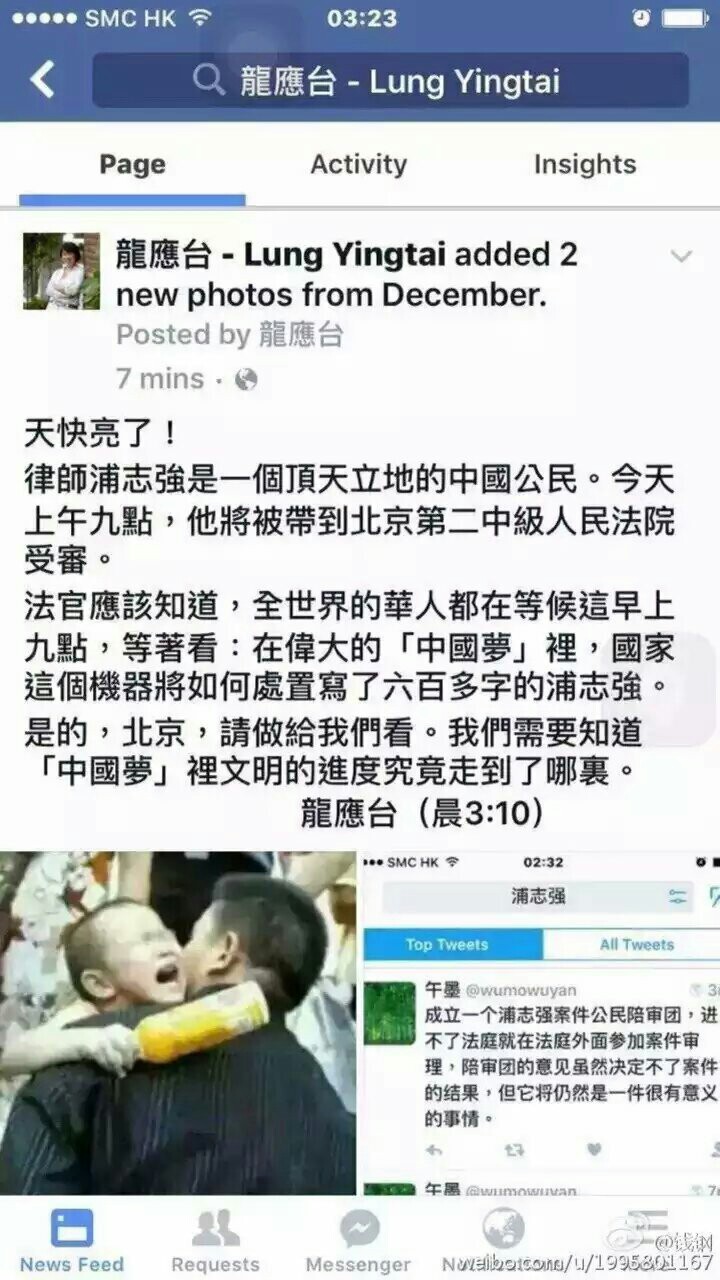 SMC HK 03:23
龍應台 - Lung Yingtai
Page Activity Insights
龍應台 - Lung Yingtai added 2
new photos from December.
Posted by 龍應台
7 mins ·
天快亮了！
律師浦志強是一個頂天立地的中國公民。今天
上午九點，他將被帶到北京第二中級人民法院
受審。
法官應該知道，全世界的華人都在等候這早上
九點，等著看：在偉大的「中國夢」裡，國家
這個機器將如何處置寫了六百多字的浦志強。
是的，北京，請做給我們看。我們需要知道
「中國夢」裡文明的進度究竟走到了哪裏。
龍應台（晨3:10）
SMC HK 02:32
浦志强
Top Tweets All Tweets
午墨 @wumowuyan
成立一个浦志强案件公民陪审团，进
不了法庭就在法庭外面参加案件审
理，陪审团的意见虽然决定不了案件
的结果，但它将仍然是一件很有意义
的事情。
午墨 @wumowuyan
News Feed Requests Messenger
@钱钢
weibo.com/u/1995801167